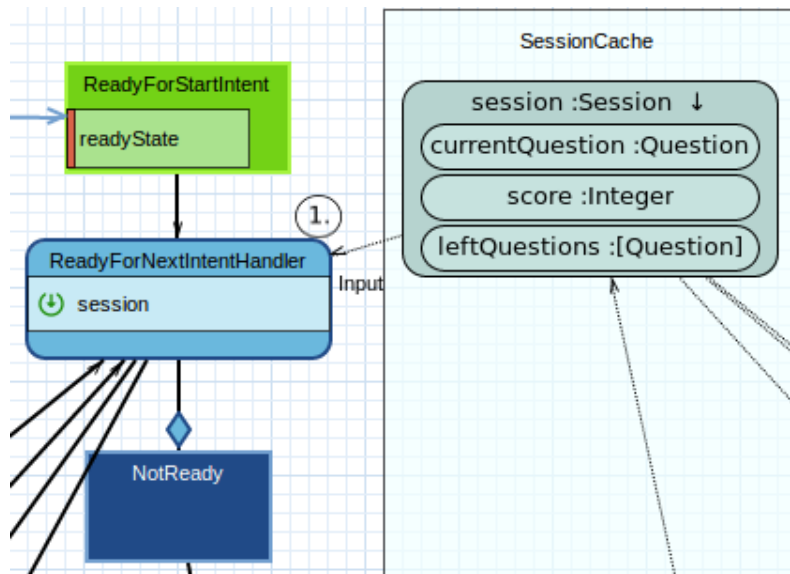 SessionCache
ReadyForStartIntent
readyState
session :Session ↓
currentQuestion :Question
score :Integer
leftQuestions :[Question]
1.
Input
ReadyForNextIntentHandler
session
NotReady